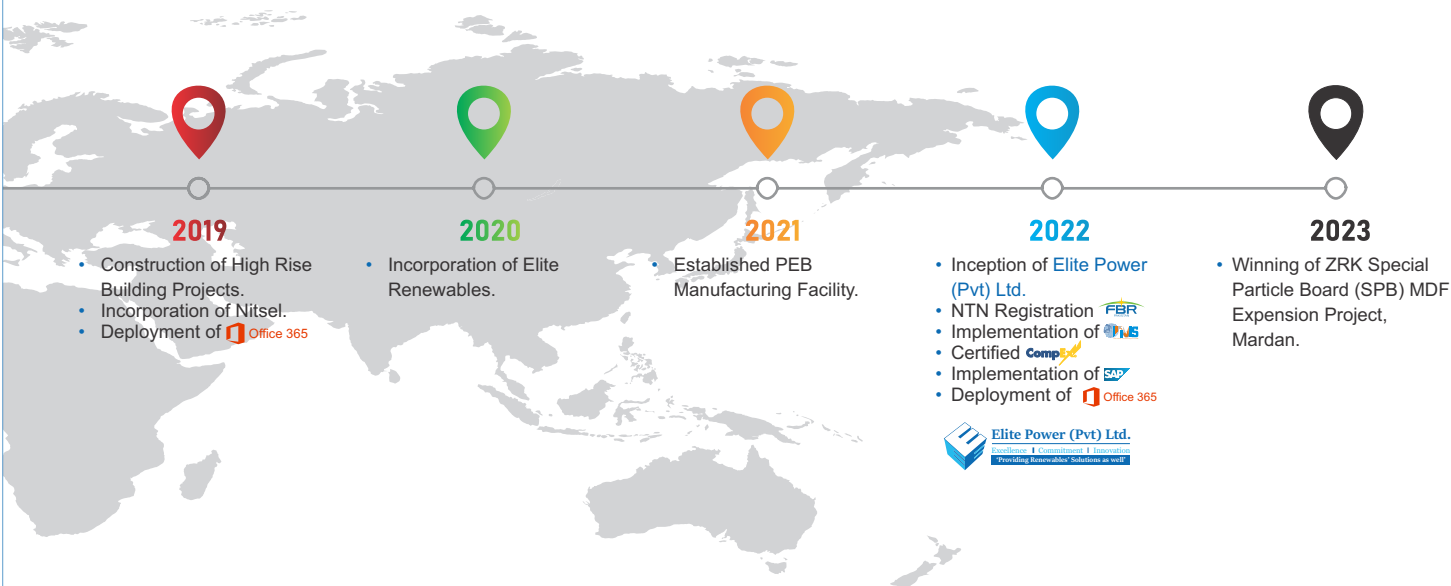 2019
Construction of High Rise
Building Projects.
Incorporation of Nitsel.
Deployment of Office 365
2020
Incorporation of Elite
Renewables.
2021
Established PEB
Manufacturing Facility.
2022
Inception of Elite Power
(Pvt) Ltd.
NTN Registration FBR
Implementation of
Certified CompEx
Implementation of SAP
Deployment of Office 365
Elite Power (Pvt) Ltd.
Excellence | Commitment | Innovation
"Providing Renewables' Solutions as well"
2023
Winning of ZRK Special
Particle Board (SPB) MDF
Expension Project,
Mardan.